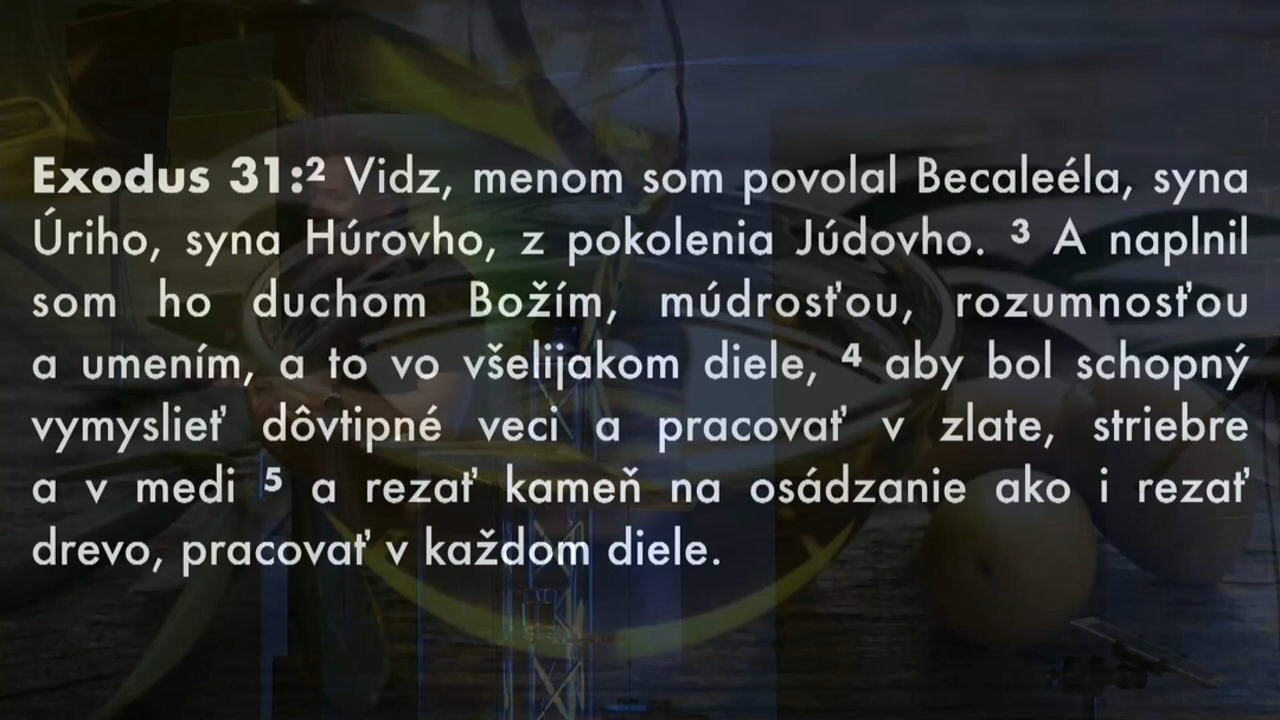 Exodus 31:² Vidz, menom som povolal Becaleéla, syna
Úriho, syna Húrovho, z pokolenia Júdovho. ³ A naplnil
som ho duchom Božím, múdrosťou, rozumnosťou
a umením, a to vo všelijakom diele, ⁴ aby bol schopný
vymyslieť dôvtipné veci a pracovať v zlate, striebre
a v medi ⁵ a rezať kameň na osádzanie ako i rezať
drevo, pracovať v každom diele.